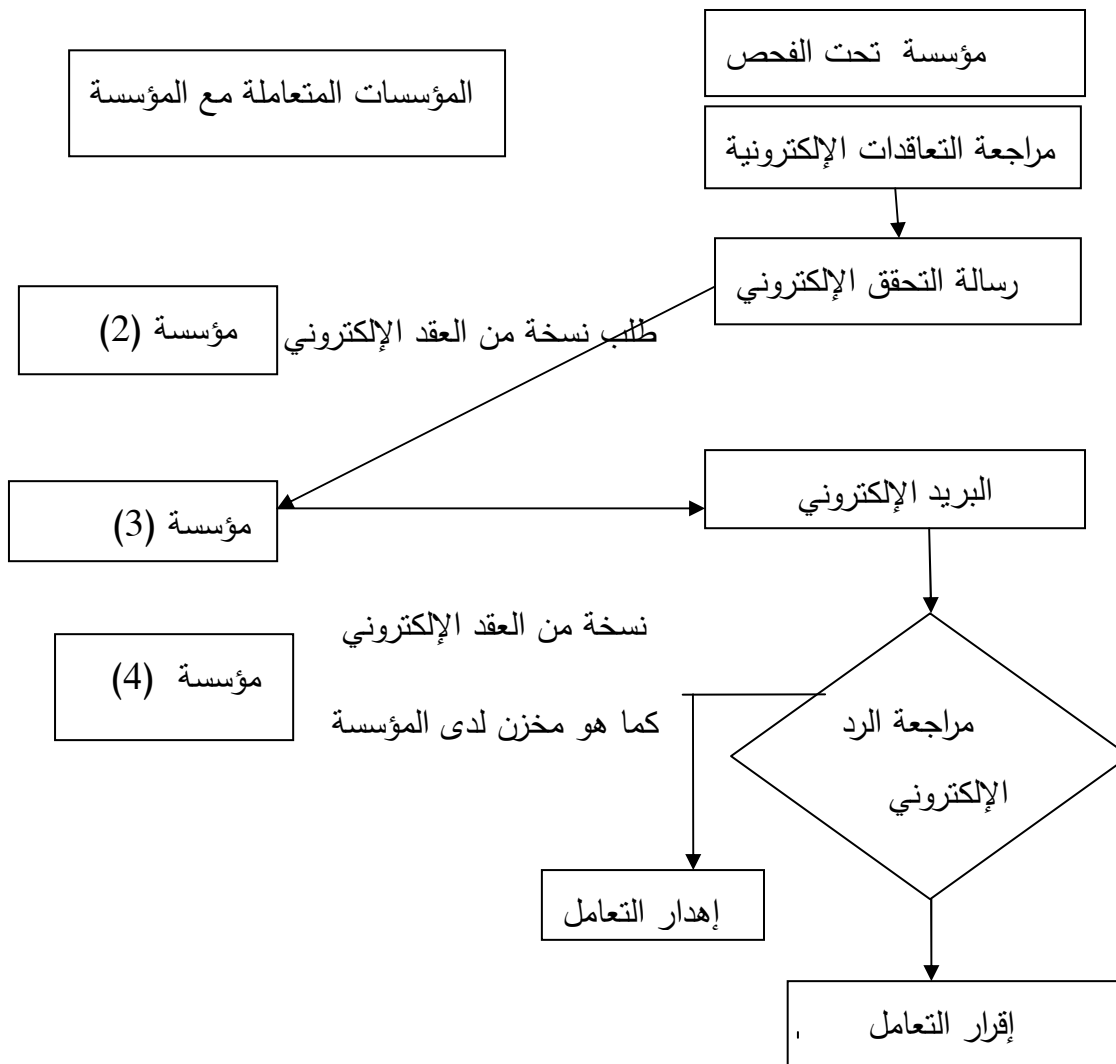 مؤسسة تحت الفحص
المؤسسات المتعاملة مع المؤسسة
مراجعة التعاقدات الإلكترونية
رسالة التحقق الإلكتروني
طلب نسخة من العقد الإلكتروني
مؤسسة (2)
البريد الإلكتروني
مؤسسة (3)
نسخة من العقد الإلكتروني
كما هو مخزن لدى المؤسسة
مؤسسة (4)
مراجعة الرد
الإلكتروني
إهدار التعامل
إقرار التعامل